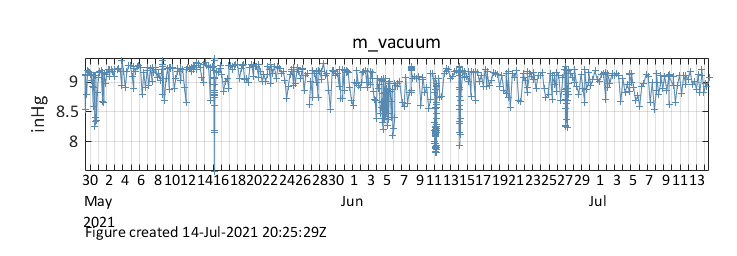 m_vacuum
inHg
9
8.5
8
30 2 4 6 8 10 12 14 16 18 20 22 24 26 28 30 1 3 5 7 9 11 13 15 17 19 21 23 25 27 29 1 3 5 7 9 11 13
May Jun Jul
2021
Figure created 14-Jul-2021 20:25:29Z